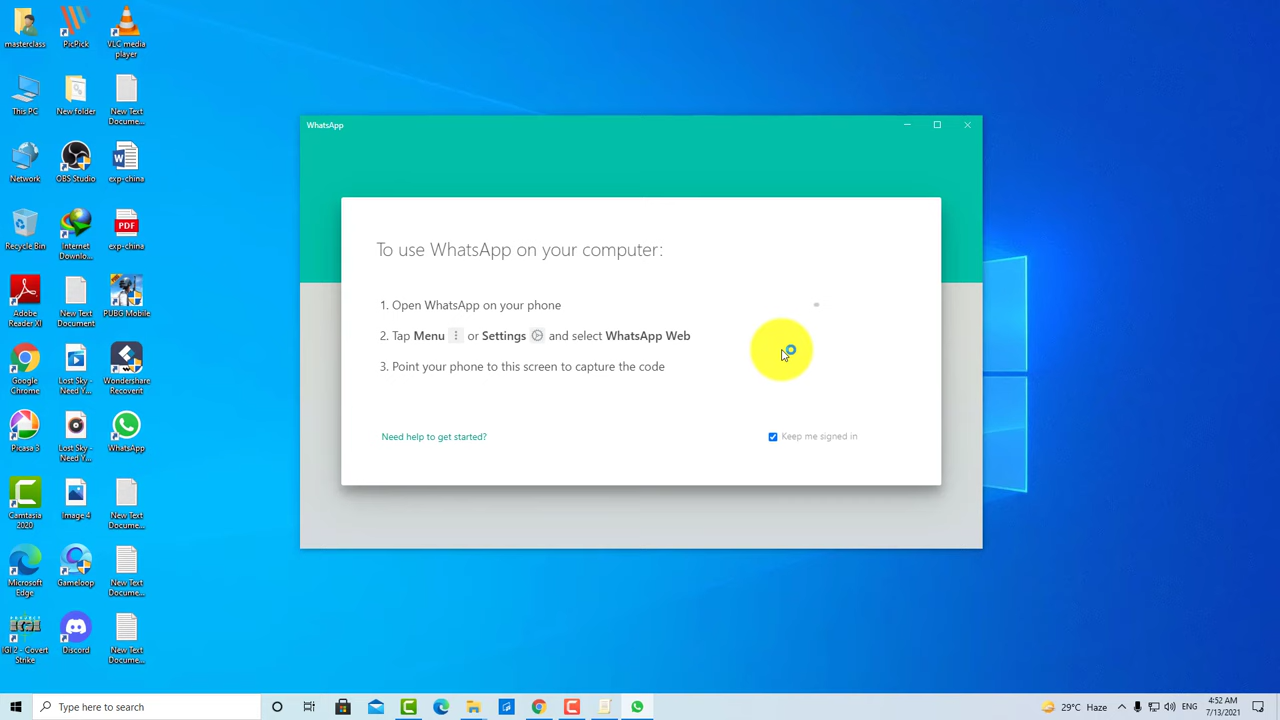 masterclass
PicPick
VLC media
player
This PC
New folder
New Text
Docume...
Network
OBS Studio
exp-china
Recycle Bin
Internet
Downlo...
PDF
exp-china
Adobe
Reader XI
New Text
Document
PUBG Mobile
Google
Chrome
Lost Sky -
Need Y...
Wondershare
Recoverit
Picasa 3
Lost Sky -
Need Y...
WhatsApp
Camtasia
2020
Image 4
New Text
Docume...
Microsoft
Edge
Gameloop
New Text
Docume...
IGI 2 - Covert
Strike
Discord
New Text
Docume...
WhatsApp
To use WhatsApp on your computer:
1. Open WhatsApp on your phone
2. Tap Menu or Settings and select WhatsApp Web
3. Point your phone to this screen to capture the code
Need help to get started?
Keep me signed in
Type here to search
29°C Haze
ENG
4:52 AM
7/13/2021